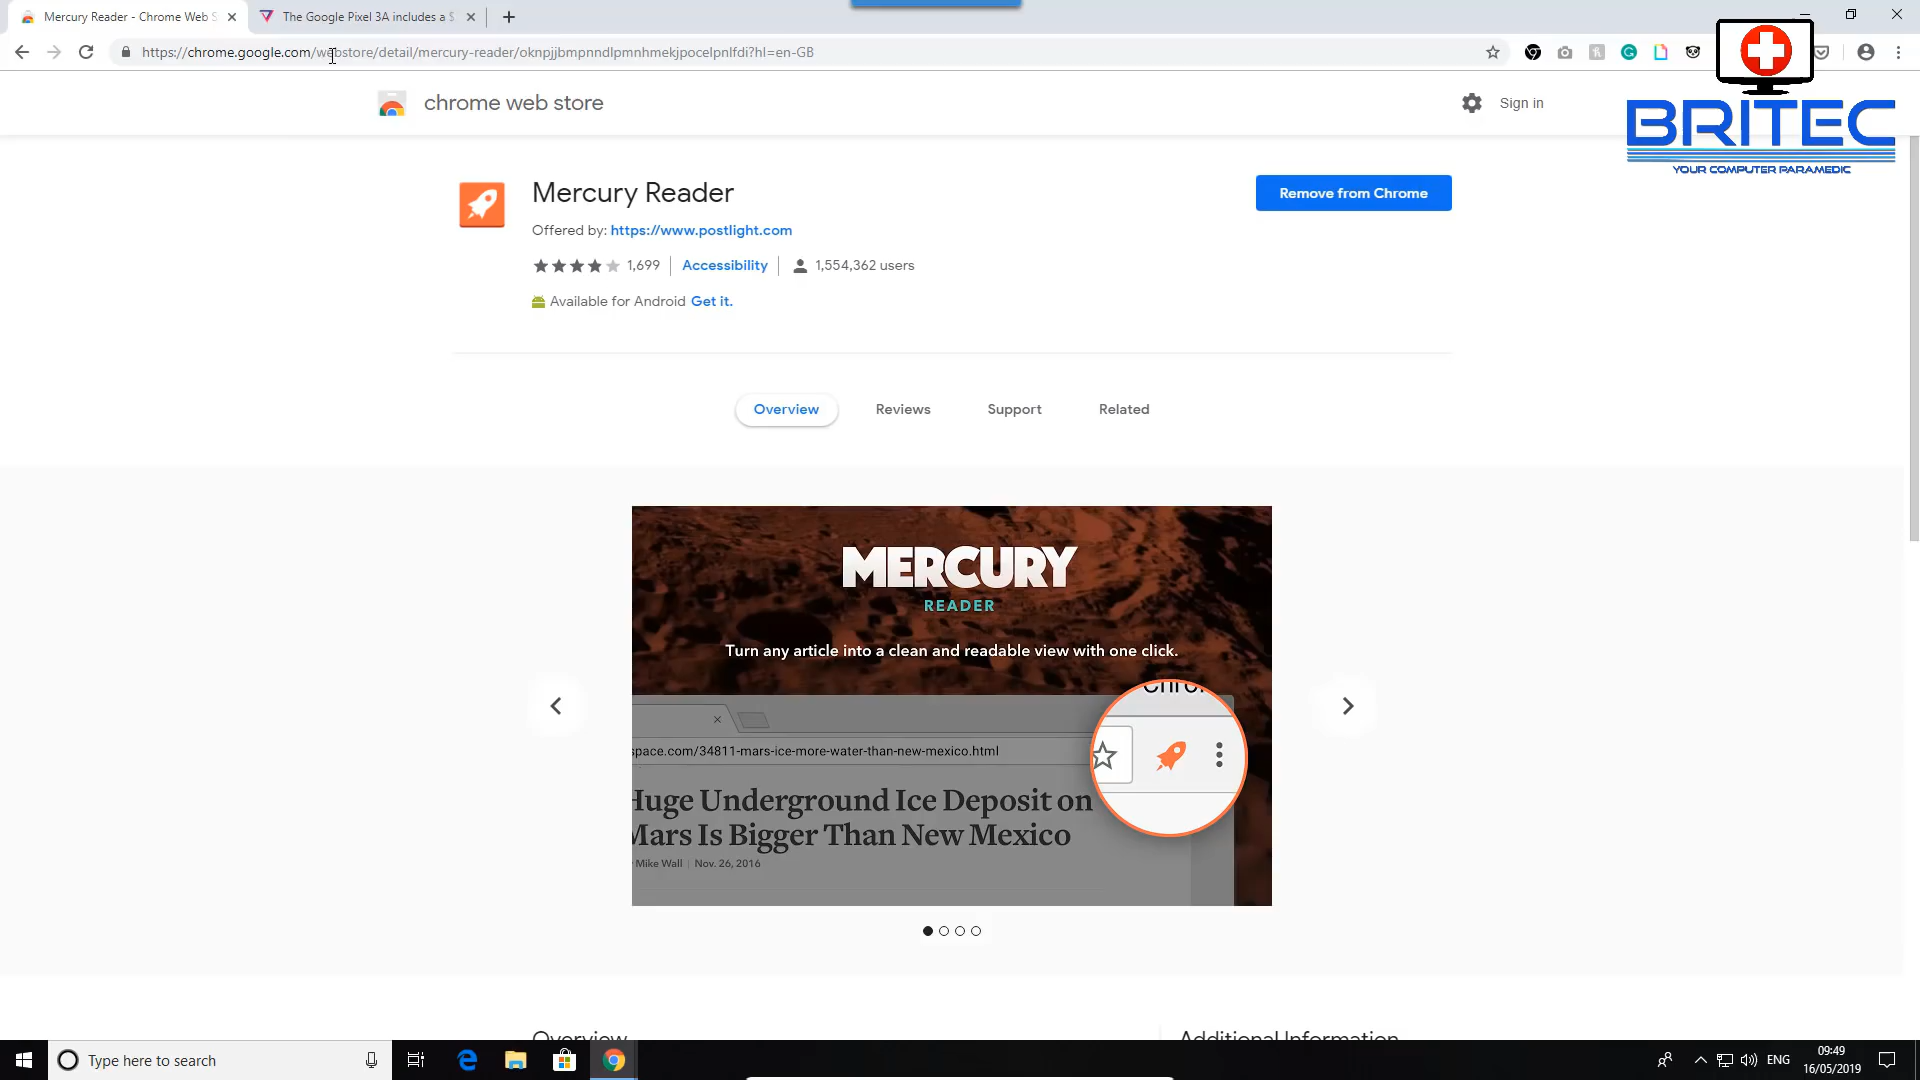 Mercury Reader - Chrome Web S
The Google Pixel 3A includes a $
https://chrome.google.com/webstore/detail/mercury-reader/oknpjjbmpnndlpmnhmekjpocelpnlfdi?hl=en-GB
chrome web store
Sign in
BRITEC
YOUR COMPUTER PARAMEDIC
Mercury Reader
Remove from Chrome
Offered by: https://www.postlight.com
1,699
Accessibility
1,554,362 users
Available for Android Get it.
Overview
Reviews
Support
Related
MERCURY
READER
Turn any article into a clean and readable view with one click.
space.com/34811-mars-ice-more-water-than-new-mexico.html
Huge Underground Ice Deposit on
Mars Is Bigger Than New Mexico
Mike Wall | Nov. 26, 2016
Overview
Additional Information
Type here to search
ENG
09:49
16/05/2019